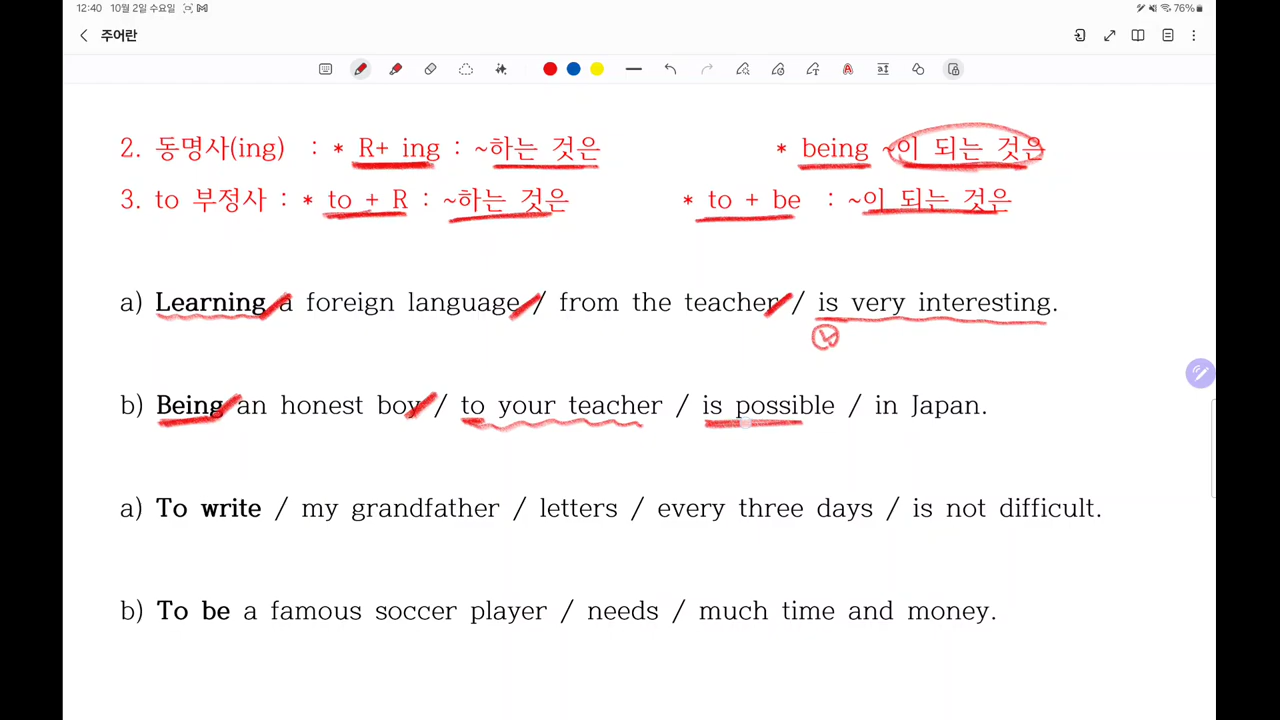 12:40 10월 2일 수요일 76%
주어란
2. 동명사(ing) : * R+ ing : ~하는 것은 * being ~이 되는 것은
3. to 부정사 : * to + R : ~하는 것은 * to + be : ~이 되는 것은
a) Learning a foreign language / from the teacher / is very interesting.
b) Being an honest boy / to your teacher / is possible / in Japan.
a) To write / my grandfather / letters / every three days / is not difficult.
b) To be a famous soccer player / needs / much time and money.